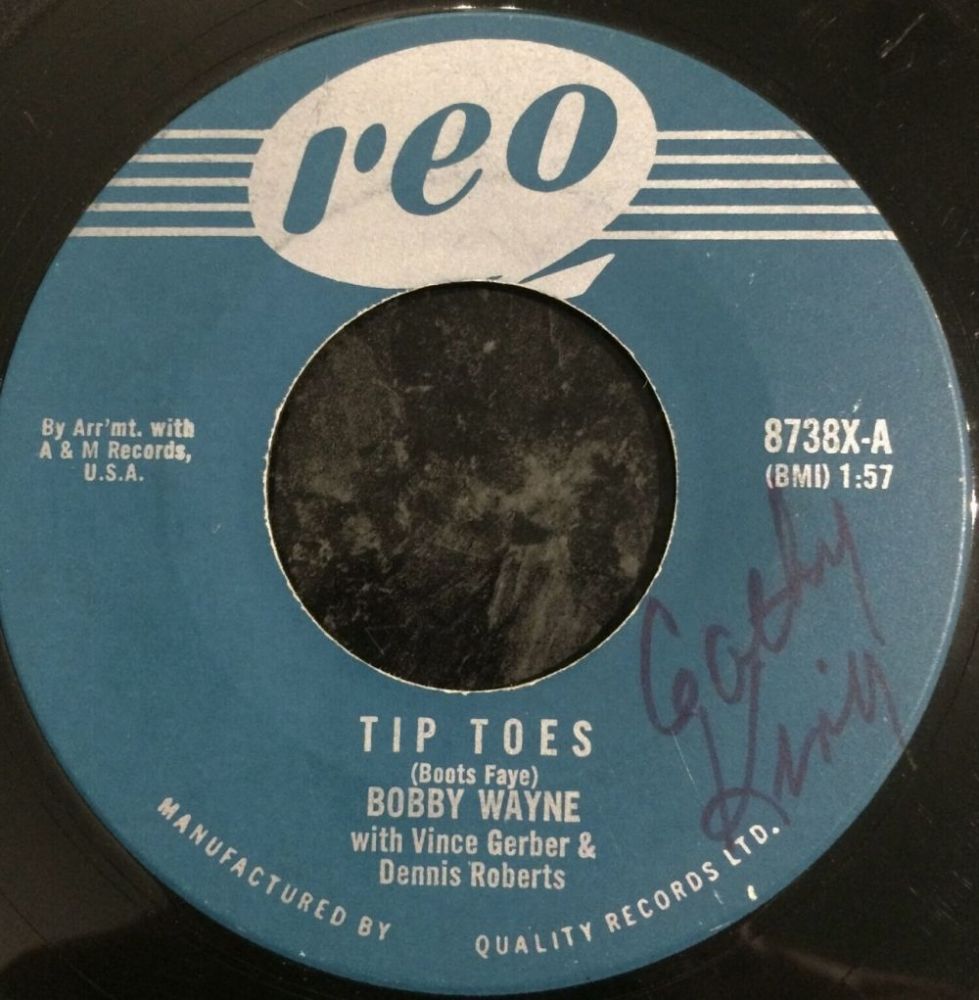 reo
By Arr'mt. with
A & M Records,
U.S.A.
8738X-A
(BMI) 1:57
TIP TOES
(Boots Faye)
BOBBY WAYNE
with Vince Gerber &
Dennis Roberts
MANUFACTURED BY QUALITY RECORDS LTD.